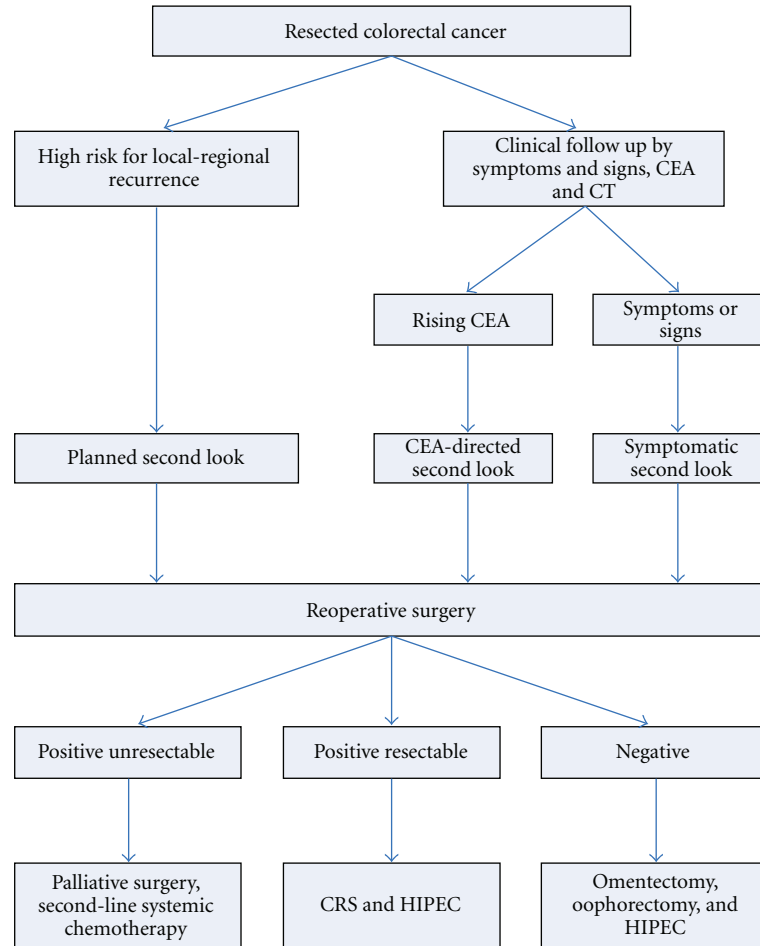 Resected colorectal cancer
High risk for local-regional
recurrence
Clinical follow up by
symptoms and signs, CEA
and CT
Rising CEA
Symptoms or
signs
Planned second look
CEA-directed
second look
Symptomatic
second look
Reoperative surgery
Positive unresectable
Positive resectable
Negative
Palliative surgery,
second-line systemic
chemotherapy
CRS and HIPEC
Omentectomy,
oophorectomy, and
HIPEC